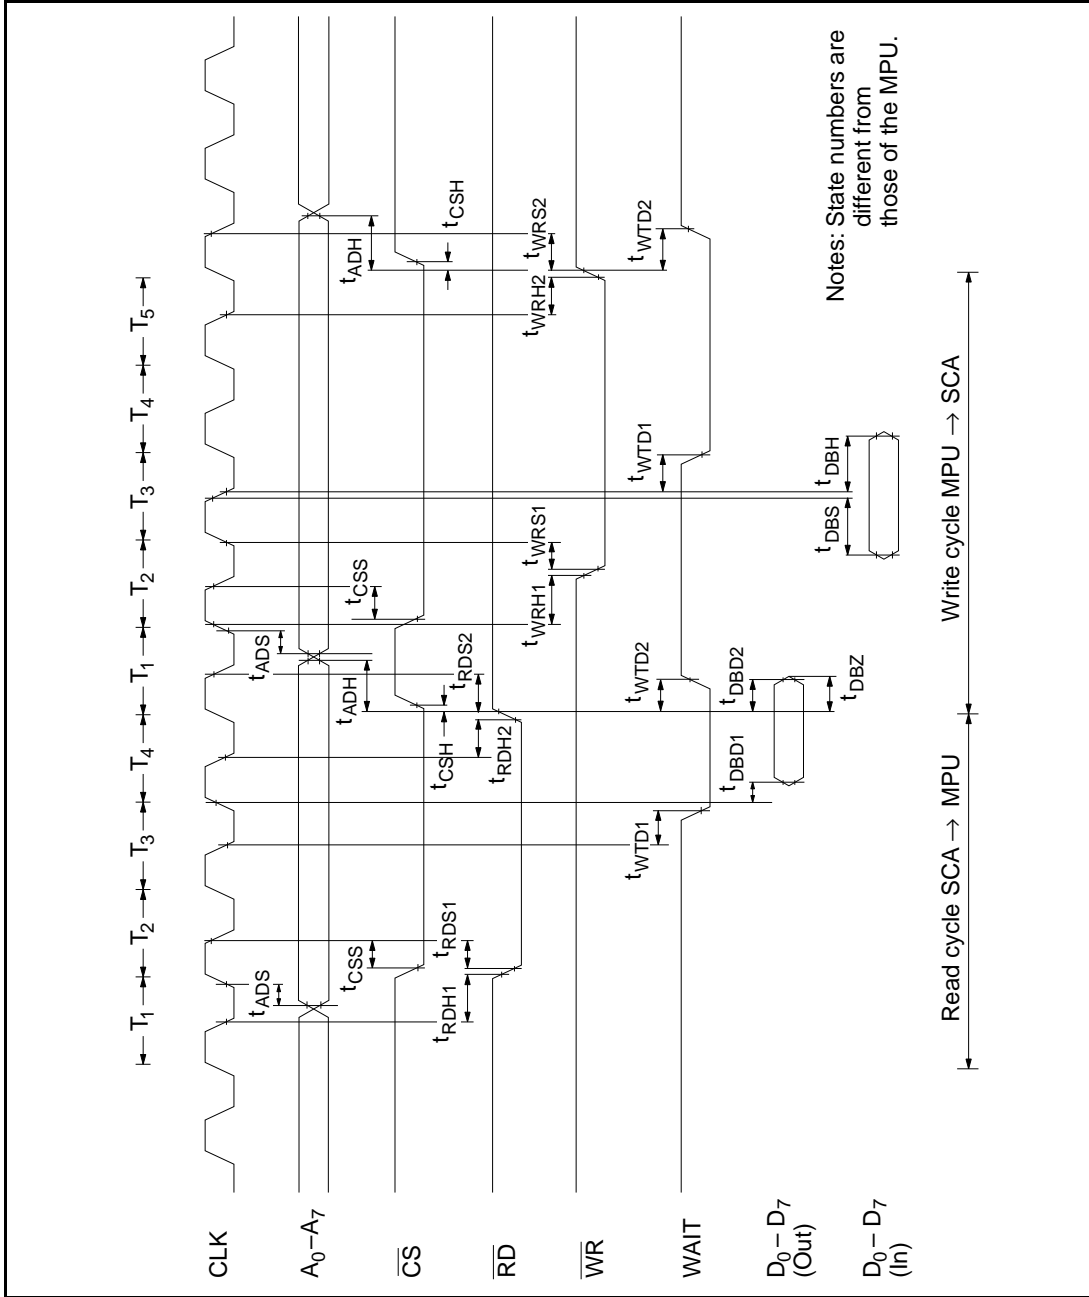 T1 T2 T3 T4 T1 T2 T3 T4 T5
CLK
tADS tADS
A0–A7
tADH tADH
tCSS tCSS
CS
tCSH tCSH
tRDH1 tRDS1 tRDH2 tRDS2
RD
tWRH1 tWRS1 tWRH2 tWRS2
WR
tWTD1 tWTD2 tWTD1 tWTD2
WAIT
tDBD1 tDBD2
D0–D7
(Out)
tDBZ
tDBS tDBH
D0–D7
(In)
Notes: State numbers are
different from
those of the MPU.
Read cycle SCA → MPU
Write cycle MPU → SCA